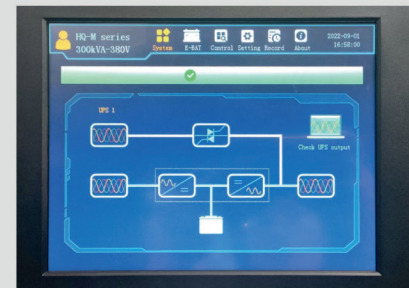 HQ-M series
300kVA-380V
System E-BAT Control Setting Record About
2022-09-01
16:58:00
UPS 1
Check UPS output